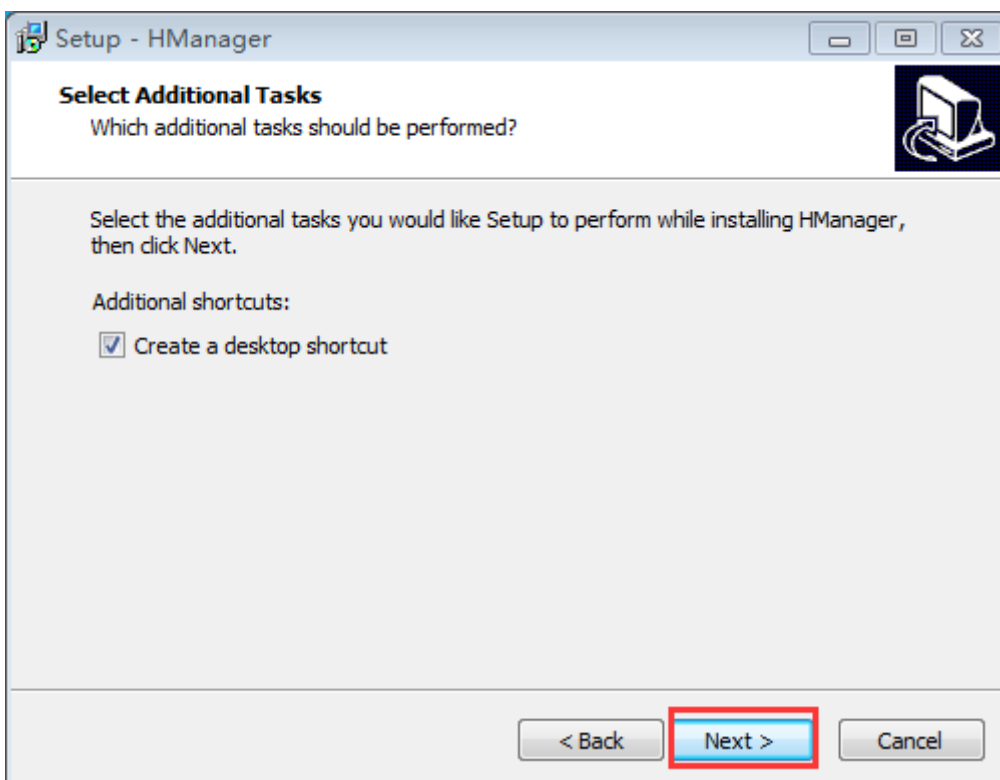 Setup - HManager
Select Additional Tasks
Which additional tasks should be performed?
Select the additional tasks you would like Setup to perform while installing HManager,
then click Next.
Additional shortcuts:
Create a desktop shortcut
< Back
Next >
Cancel